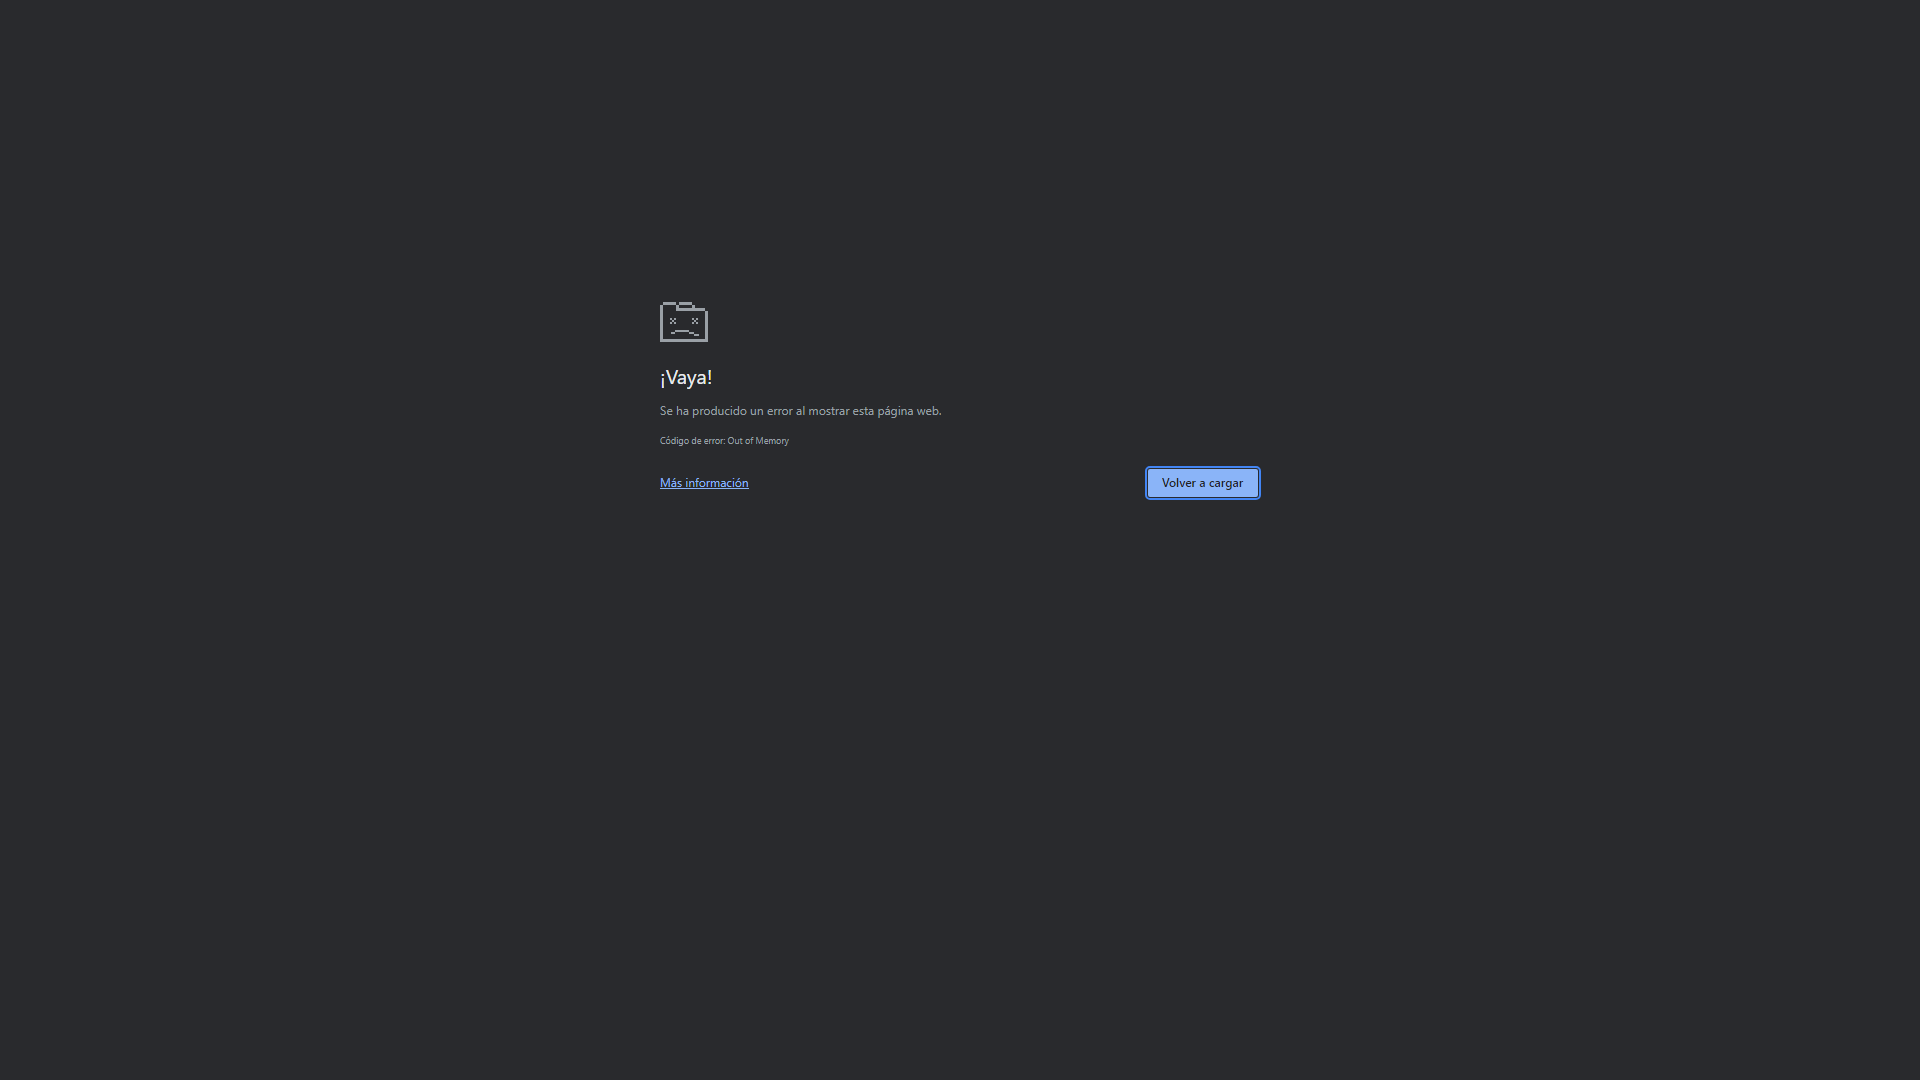 ¡Vaya!
Se ha producido un error al mostrar esta página web.
Código de error: Out of Memory
Más información
Volver a cargar